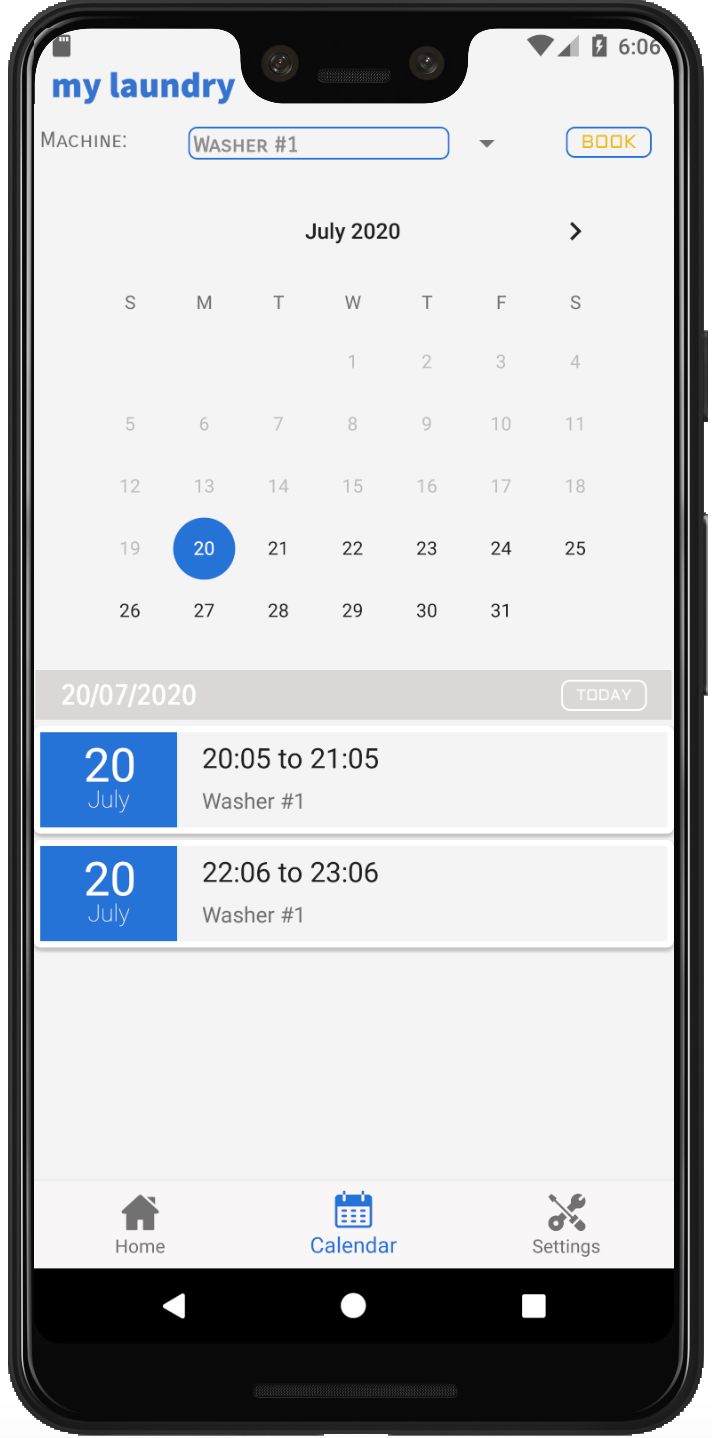 6:06
my laundry
Machine: Washer #1 BOOK
July 2020
S M T W T F S
1 2 3 4
5 6 7 8 9 10 11
12 13 14 15 16 17 18
19 20 21 22 23 24 25
26 27 28 29 30 31
20/07/2020 TODAY
20 20:05 to 21:05
July Washer #1
20 22:06 to 23:06
July Washer #1
Home Calendar Settings